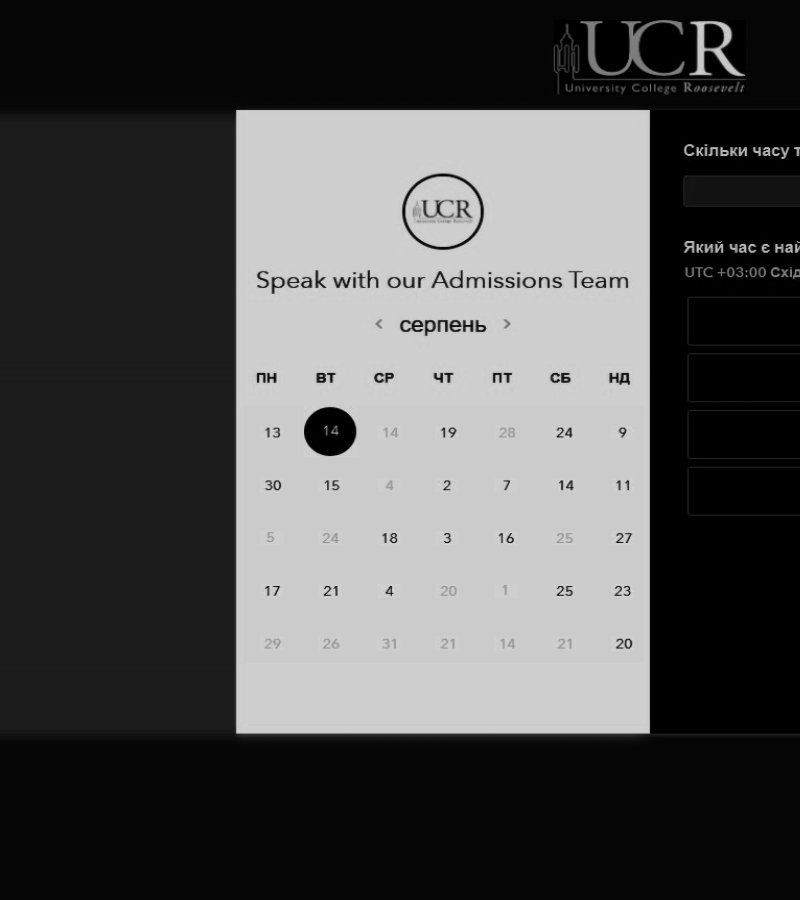 UCR
University College Roosevelt
UCR
Speak with our Admissions Team
< серпень >
ПН ВТ СР ЧТ ПТ СБ НД
13 14 14 19 28 24 9
30 15 4 2 7 14 11
5 24 18 3 16 25 27
17 21 4 20 1 25 23
29 26 31 21 14 21 20
Скільки часу т
Який час є най
UTC +03:00 Схід